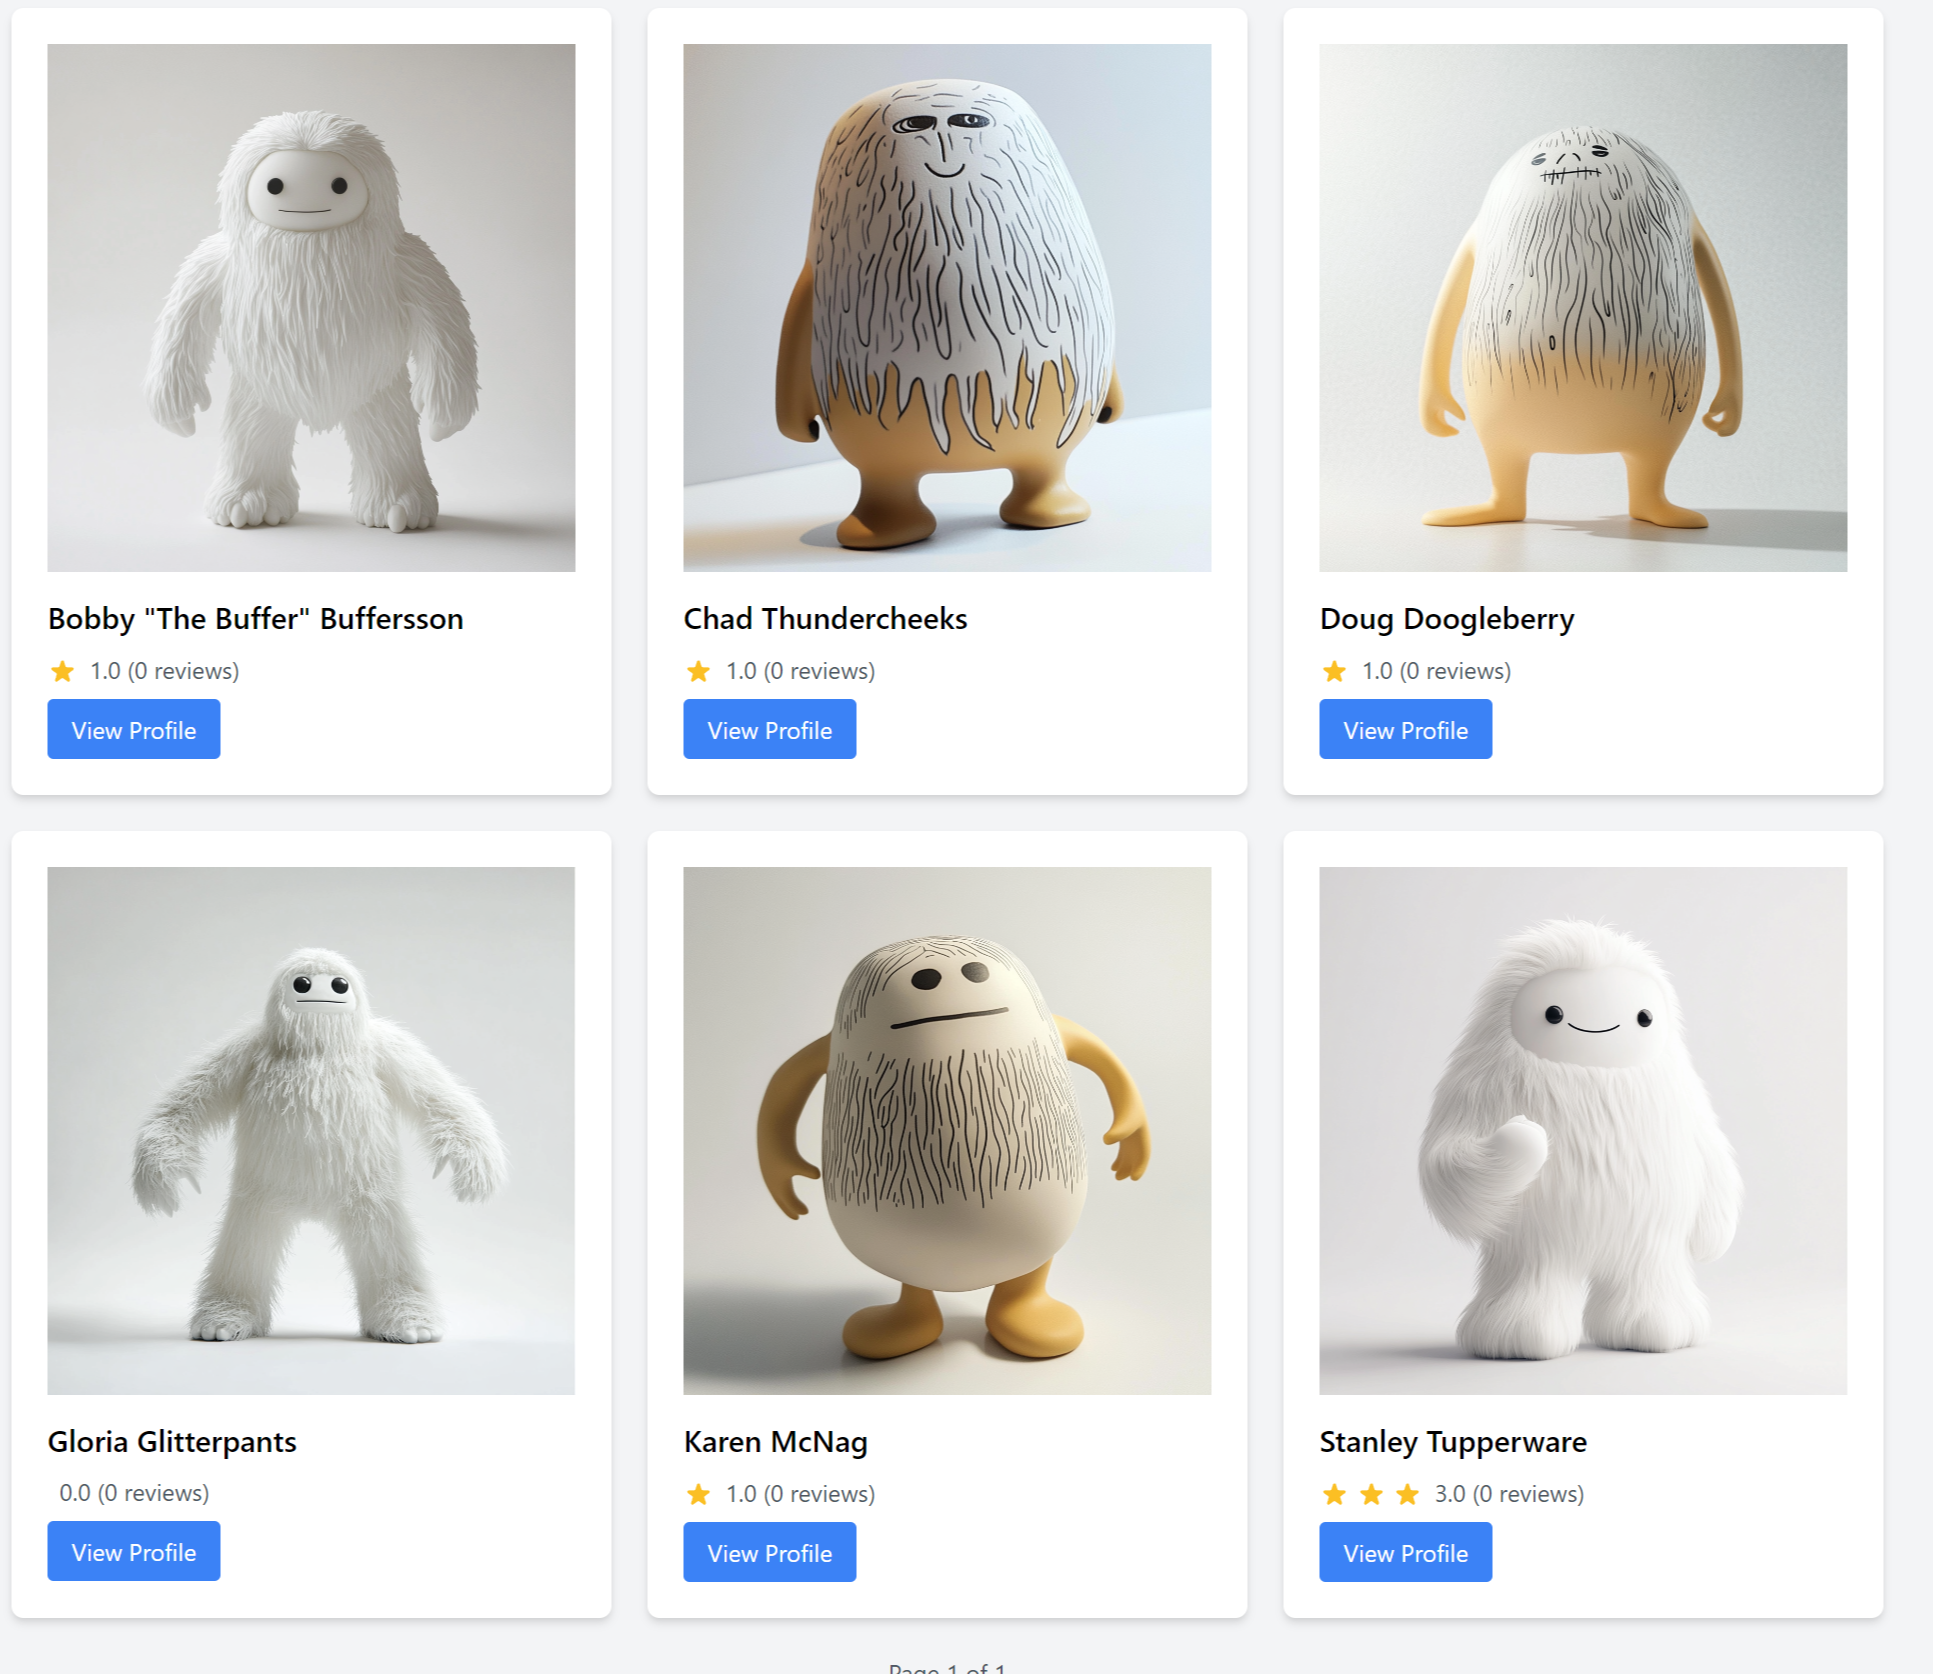 Bobby "The Buffer" Buffersson
1.0 (0 reviews)
View Profile
Chad Thundercheeks
1.0 (0 reviews)
View Profile
Doug Doogleberry
1.0 (0 reviews)
View Profile
Gloria Glitterpants
0.0 (0 reviews)
View Profile
Karen McNag
1.0 (0 reviews)
View Profile
Stanley Tupperware
3.0 (0 reviews)
View Profile
Page 1 of 1